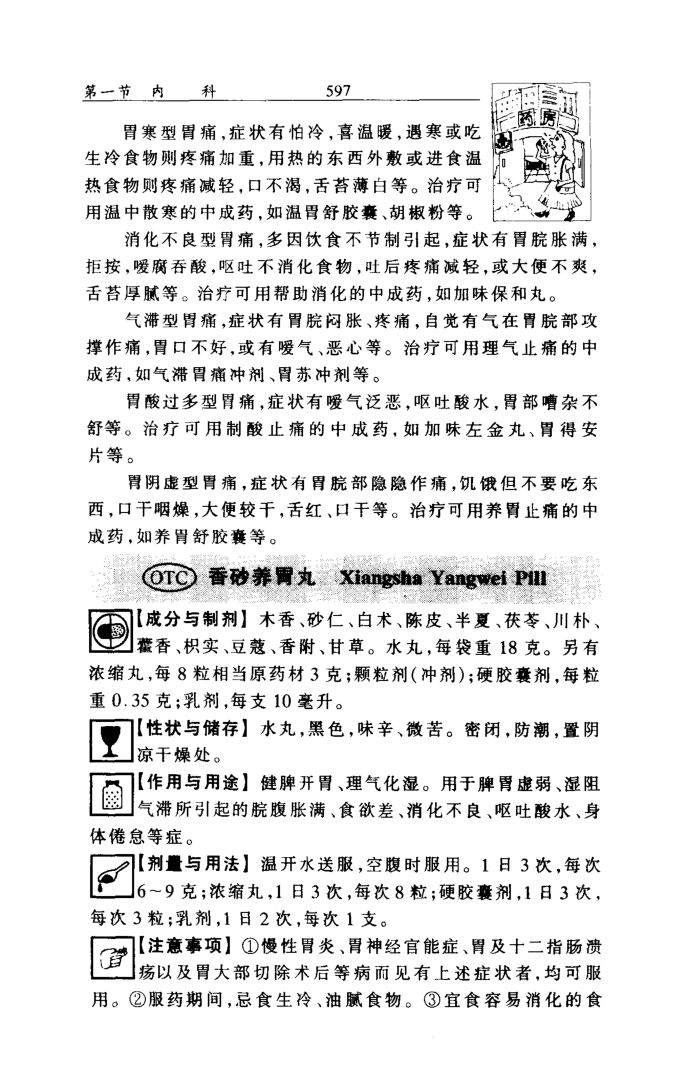 第一节 内 科 597
药房
胃寒型胃痛,症状有怕冷,喜温暖,遇寒或吃
生冷食物则疼痛加重,用热的东西外敷或进食温
热食物则疼痛减轻,口不渴,舌苔薄白等。治疗可
用温中散寒的中成药,如温胃舒胶囊、胡椒粉等。
消化不良型胃痛,多因饮食不节制引起,症状有胃脘胀满,
拒按,嗳腐吞酸,呕吐不消化食物,吐后疼痛减轻,或大便不爽,
舌苔厚腻等。治疗可用帮助消化的中成药,如加味保和丸。
气滞型胃痛,症状有胃脘闷胀、疼痛,自觉有气在胃脘部攻
撑作痛,胃口不好,或有嗳气、恶心等。治疗可用理气止痛的中
成药,如气滞胃痛冲剂、胃苏冲剂等。
胃酸过多型胃痛,症状有嗳气泛恶,呕吐酸水,胃部嘈杂不
舒等。治疗可用制酸止痛的中成药,如加味左金丸、胃得安
片等。
胃阴虚型胃痛,症状有胃脘部隐隐作痛,饥饿但不要吃东
西,口干咽燥,大便较干,舌红、口干等。治疗可用养胃止痛的中
成药,如养胃舒胶囊等。
OTC 香砂养胃丸 Xiangsha Yangwei Pill
【成分与制剂】木香、砂仁、白术、陈皮、半夏、茯苓、川朴、
藿香、枳实、豆蔻、香附、甘草。水丸,每袋重 18 克。另有
浓缩丸,每 8 粒相当原药材 3 克;颗粒剂(冲剂);硬胶囊剂,每粒
重 0.35 克;乳剂,每支 10 毫升。
【性状与储存】水丸,黑色,味辛、微苦。密闭,防潮,置阴
凉干燥处。
【作用与用途】健脾开胃、理气化湿。用于脾胃虚弱、湿阻
气滞所引起的脘腹胀满、食欲差、消化不良、呕吐酸水、身
体倦怠等症。
【剂量与用法】温开水送服,空腹时服用。1 日 3 次,每次
6~9 克;浓缩丸,1 日 3 次,每次 8 粒;硬胶囊剂,1 日 3 次,
每次 3 粒;乳剂,1 日 2 次,每次 1 支。
【注意事项】①慢性胃炎、胃神经官能症、胃及十二指肠溃
疡以及胃大部切除术后等病而见有上述症状者,均可服
用。②服药期间,忌食生冷、油腻食物。③宜食容易消化的食